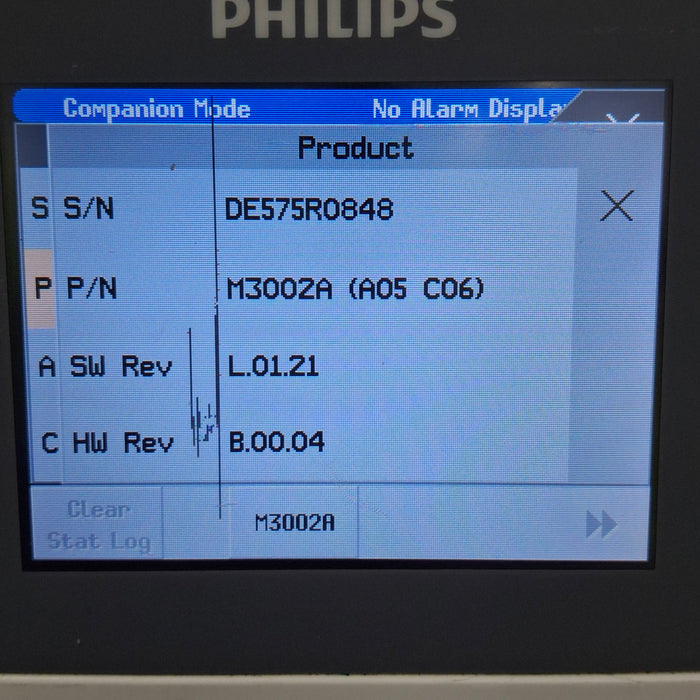 PHILIPS
Companion Mode No Alarm Displa
Product
S S/N DE575R0848
P P/N M3002A (A05 C06)
A SW Rev L.01.21
C HW Rev B.00.04
Clear
Stat Log
M3002A